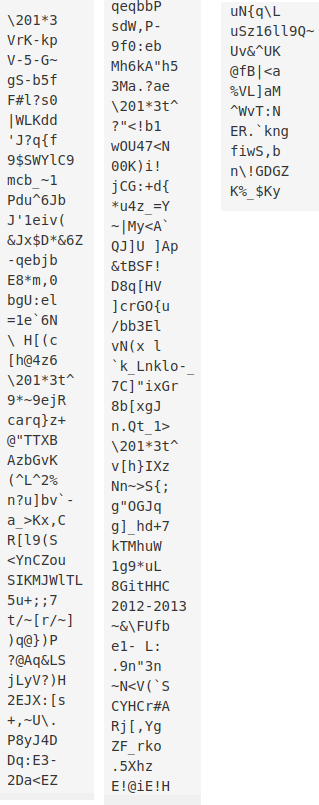 \201*3
VrK-kp
V-5-G~
gS-b5f
F#l?s0
|WLKdd
'J?q{f
9$SWYlC9
mcb_~1
Pdu^6Jb
J'1eiv(
&Jx$D*&6Z
-qebjb
E8*m,0
bgU:el
=1e`6N
\ H[(c
[h@4z6
\201*3t^
9*~9ejR
carq}z+
@"TTXB
AzbGvK
(^L^2%
n?u]bv`-
a_>Kx,C
R[l9(S
<YnCZou
SIKMJWlTL
5u+;;7
t/~[r/~]
)q@})P
?@Aq&LS
jLyV?)H
2EJX:[s
+,~U\.
P8yJ4D
Dq:E3-
2Da<EZ
qeqbbP
sdW,P-
9f0:eb
Mh6kA"h5
3Ma.?ae
\201*3t^
?"<!b1
wOU47<N
00K)i!
jCG:+d{
*u4z_=Y
~|My<A`
QJ]U ]Ap
&tBSF!
D8q[HV
]crGO{u
/bb3El
vN(x l
`k_Lnklo-_
7C]"ixGr
8b[xgJ
n.Qt_1>
\201*3t^
v[h}IXz
Nn~>S{;
g"OGJq
g]_hd+7
kTMhuW
1g9*uL
8GitHHC
2012-2013
~&\FUfb
e1- L:
.9n"3n
~N<V(`S
CYHCr#A
Rj[,Yg
ZF_rko
.5Xhz
E!@iE!H
uN{q\L
uSz16ll9Q~
Uv&^UK
@fB|<a
%VL]aM
^WvT:N
ER.`kng
fiwS,b
n\!GDGZ
K%_$Ky